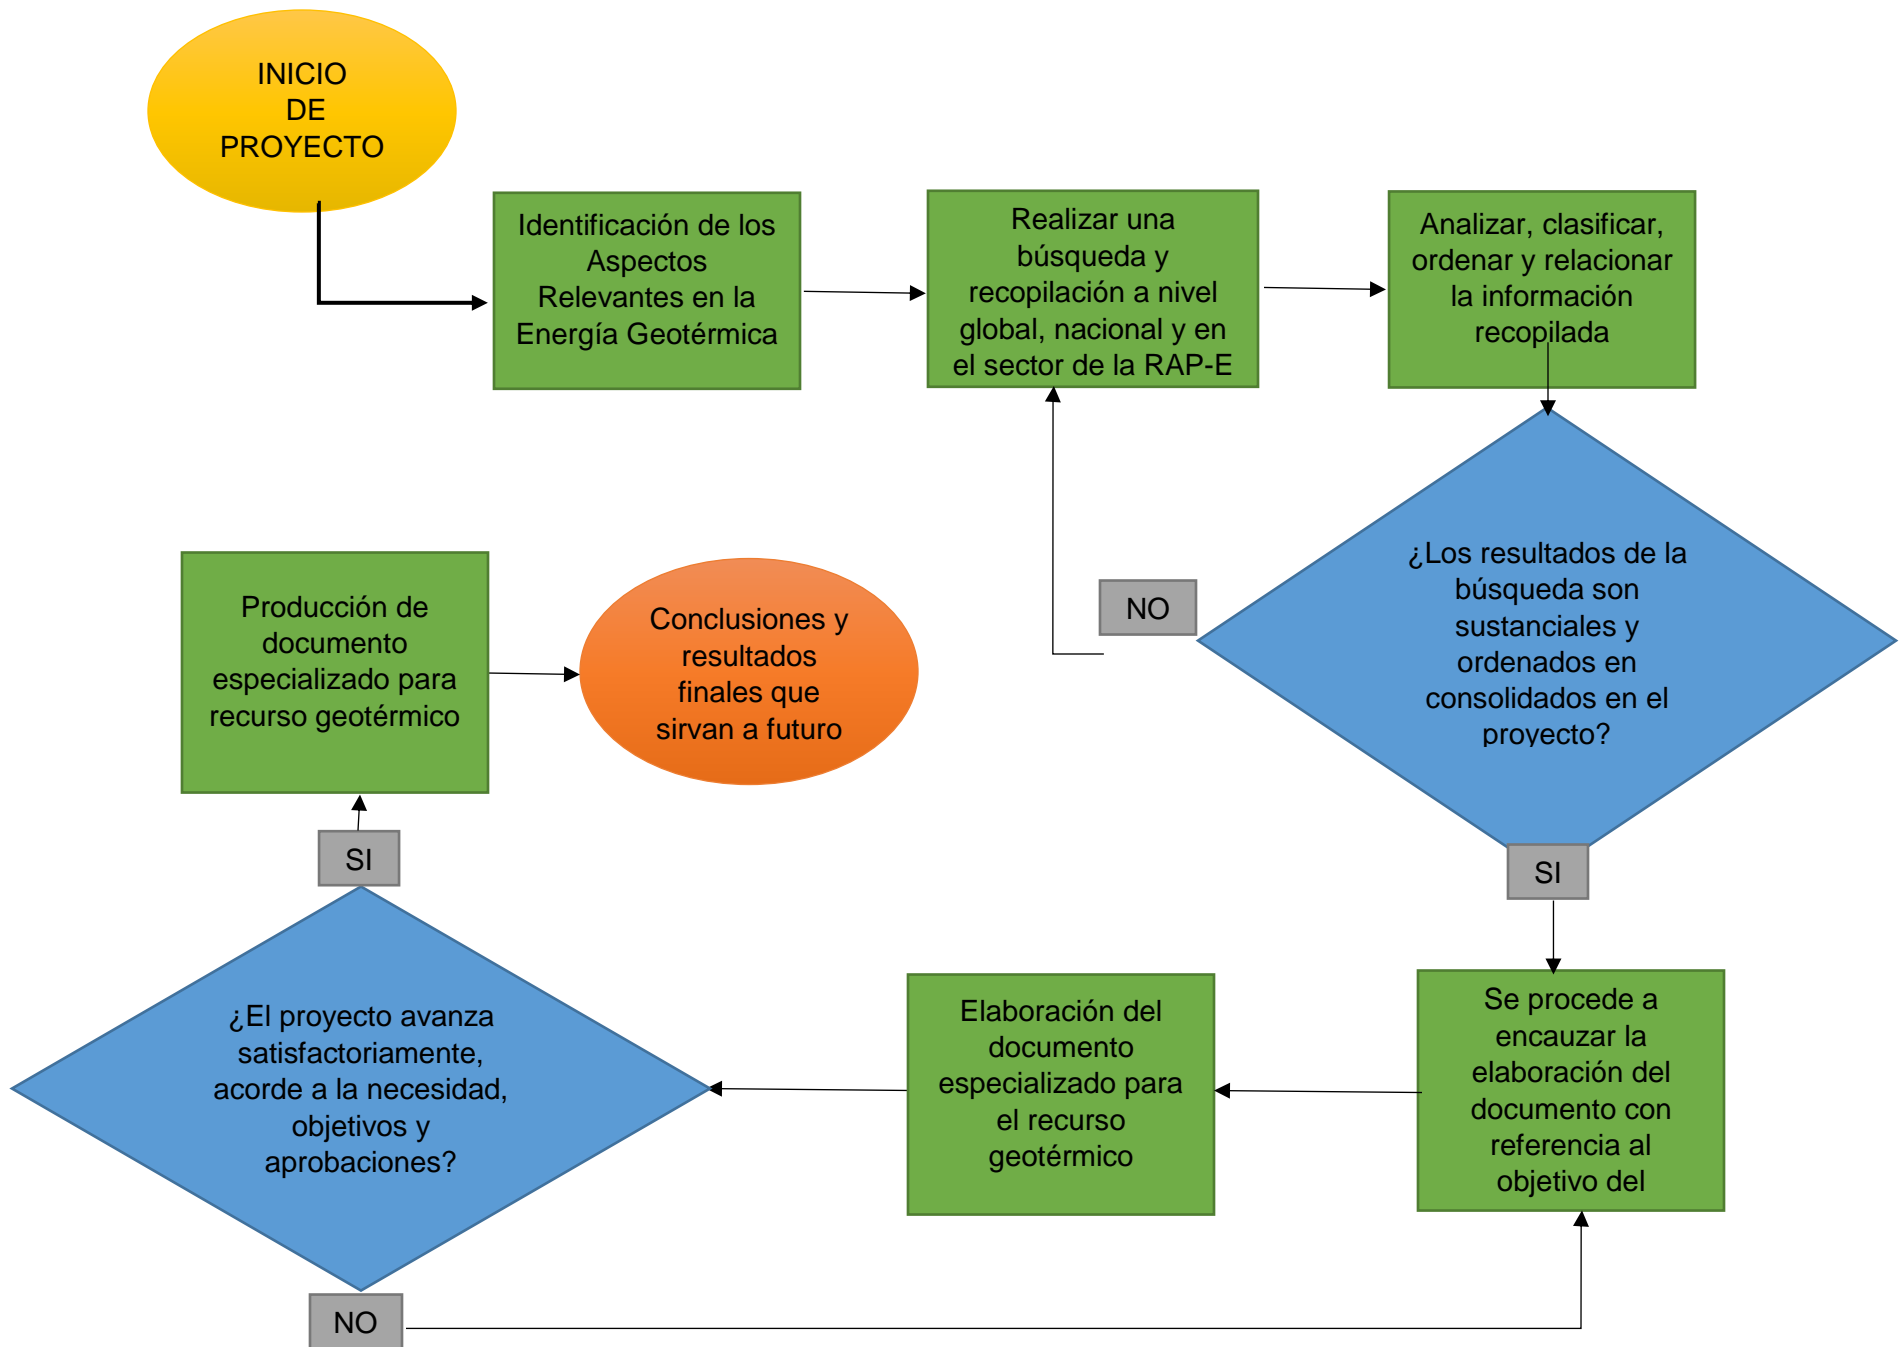 INICIO
DE
PROYECTO
Identificación de los
Aspectos
Relevantes en la
Energía Geotérmica
Realizar una
búsqueda y
recopilación a nivel
global, nacional y en
el sector de la RAP-E
Analizar, clasificar,
ordenar y relacionar
la información
recopilada
¿Los resultados de la
búsqueda son
sustanciales y
ordenados en
consolidados en el
proyecto?
NO
SI
Se procede a
encauzar la
elaboración del
documento con
referencia al
objetivo del
Elaboración del
documento
especializado para
el recurso
geotérmico
¿El proyecto avanza
satisfactoriamente,
acorde a la necesidad,
objetivos y
aprobaciones?
NO
SI
Producción de
documento
especializado para
recurso geotérmico
Conclusiones y
resultados
finales que
sirvan a futuro